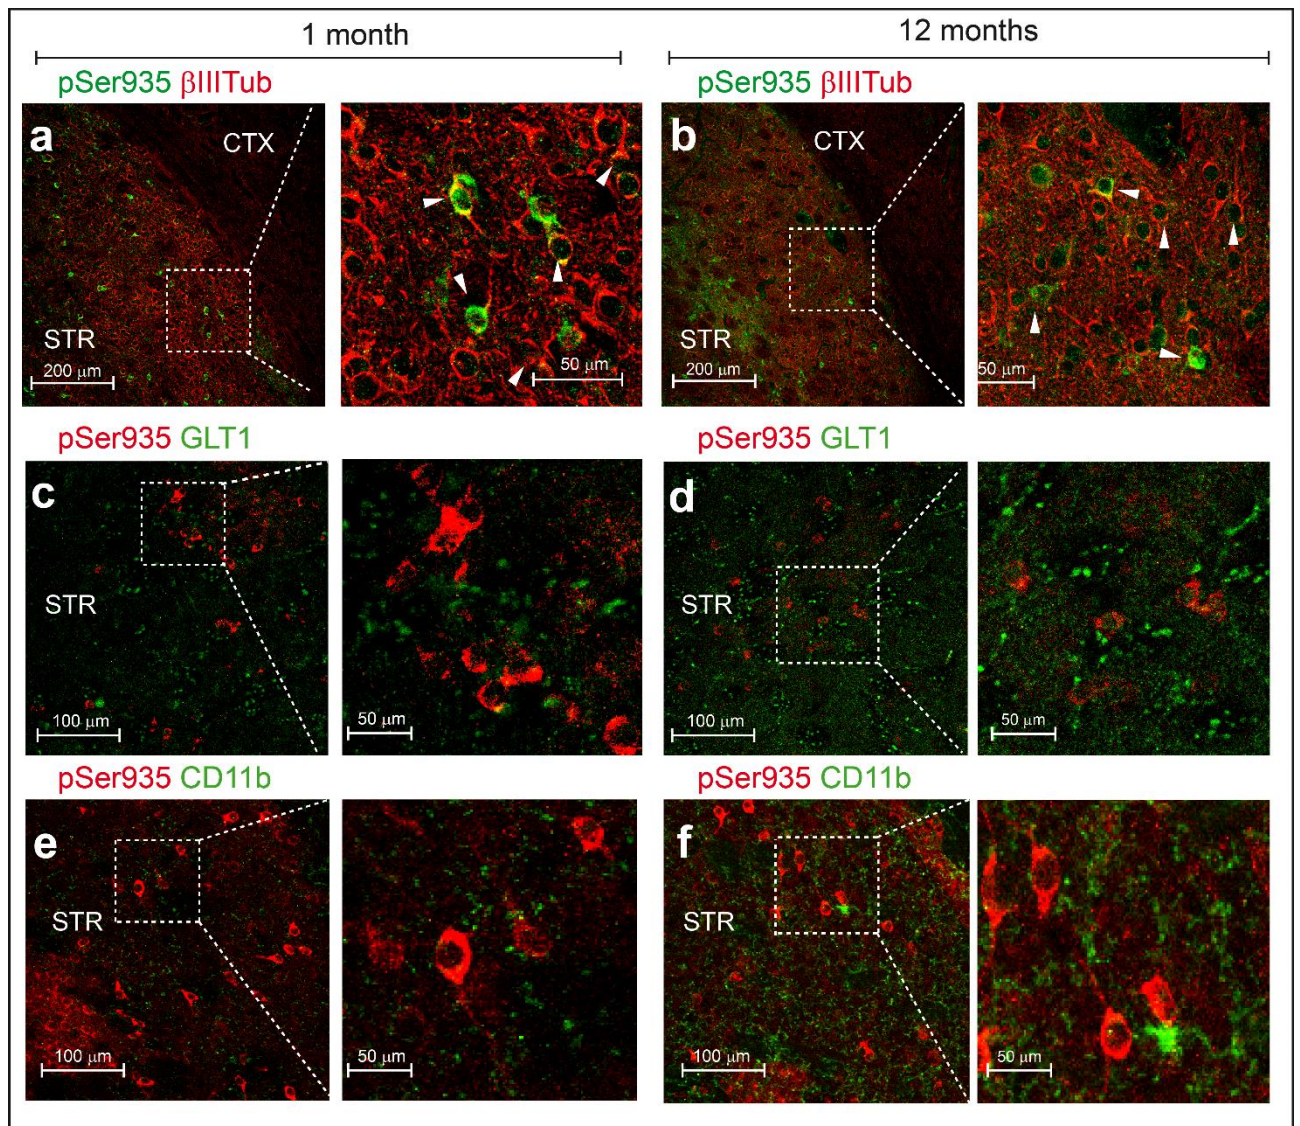 1 month
12 months
pSer935 βIIITub
pSer935 βIIITub
a
CTX
STR
200 μm
50 μm
b
CTX
STR
200 μm
50 μm
pSer935 GLT1
pSer935 GLT1
c
STR
100 μm
50 μm
d
STR
100 μm
50 μm
pSer935 CD11b
pSer935 CD11b
e
STR
100 μm
50 μm
f
STR
100 μm
50 μm